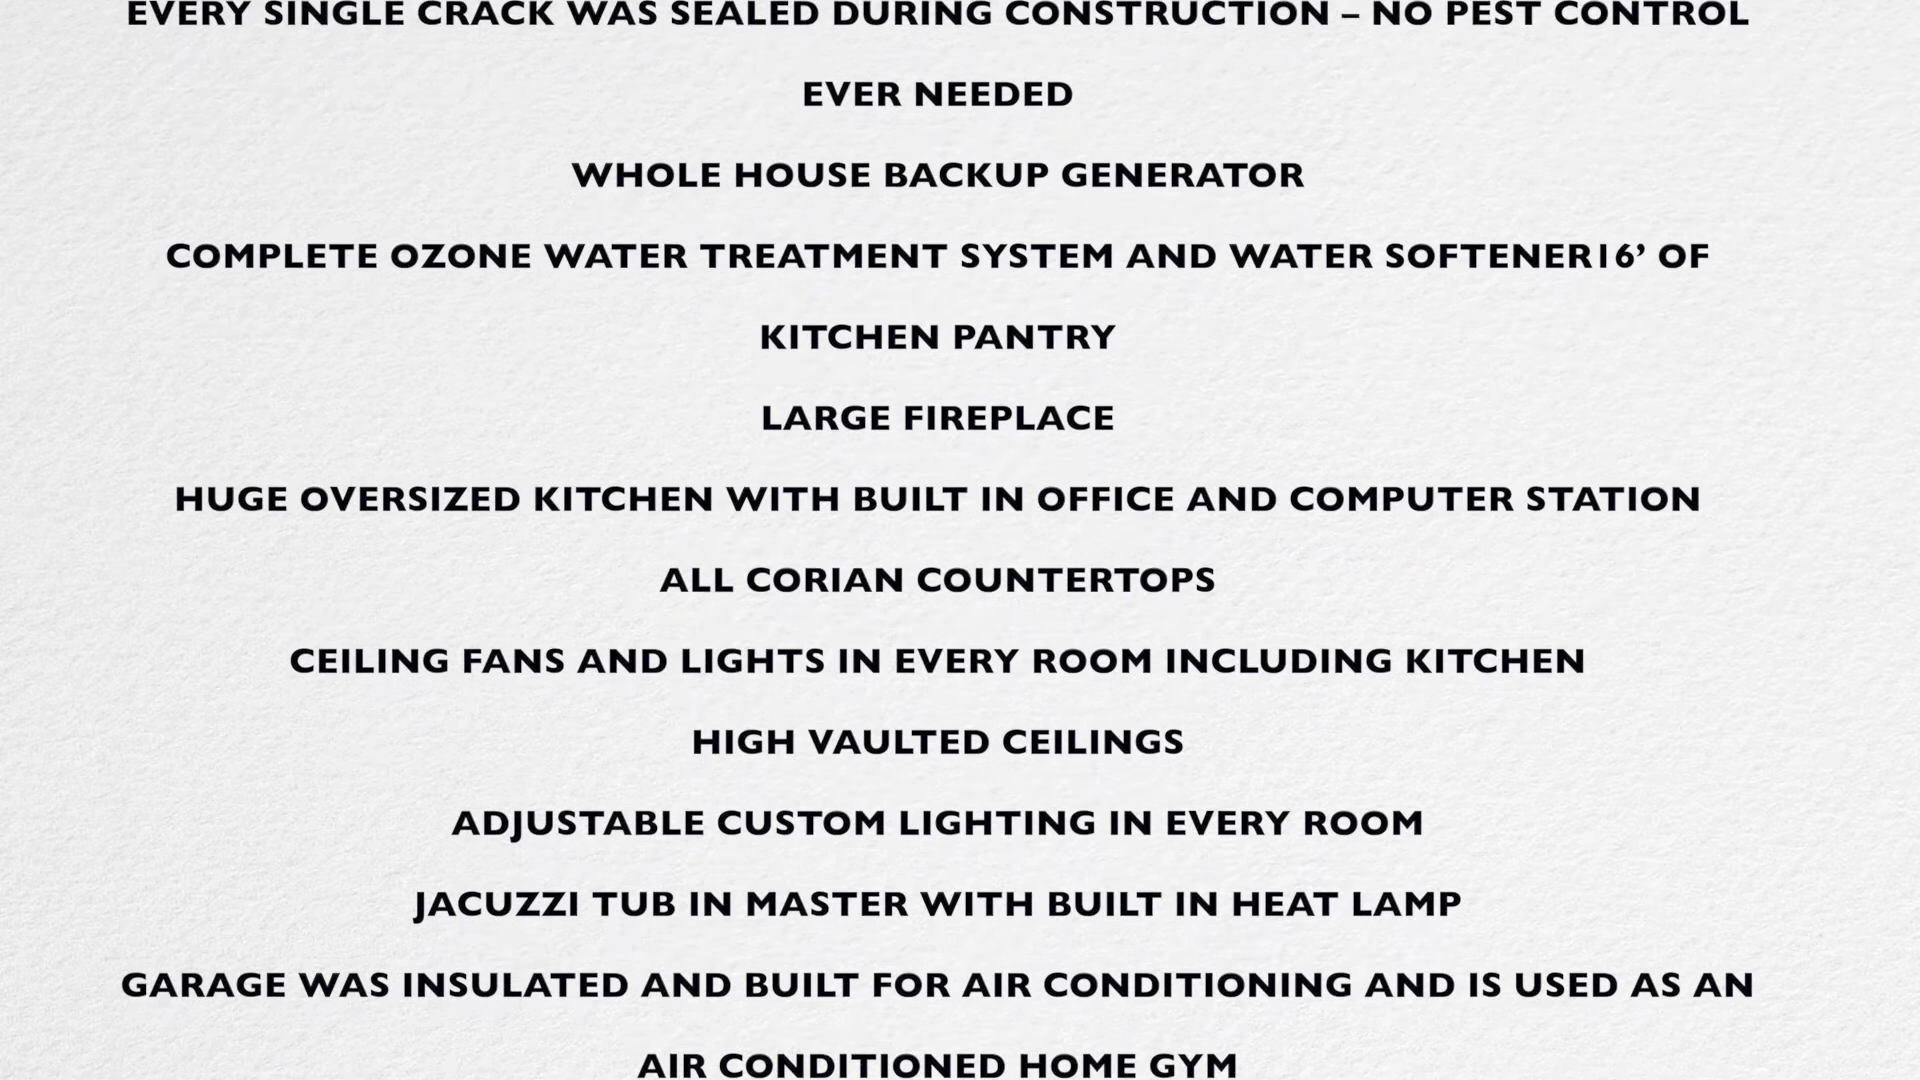 EVERY SINGLE CRACK WAS SEALED DURING CONSTRUCTION – NO PEST CONTROL
EVER NEEDED
WHOLE HOUSE BACKUP GENERATOR
COMPLETE OZONE WATER TREATMENT SYSTEM AND WATER SOFTENER16’ OF
KITCHEN PANTRY
LARGE FIREPLACE
HUGE OVERSIZED KITCHEN WITH BUILT IN OFFICE AND COMPUTER STATION
ALL CORIAN COUNTERTOPS
CEILING FANS AND LIGHTS IN EVERY ROOM INCLUDING KITCHEN
HIGH VAULTED CEILINGS
ADJUSTABLE CUSTOM LIGHTING IN EVERY ROOM
JACUZZI TUB IN MASTER WITH BUILT IN HEAT LAMP
GARAGE WAS INSULATED AND BUILT FOR AIR CONDITIONING AND IS USED AS AN
AIR CONDITIONED HOME GYM